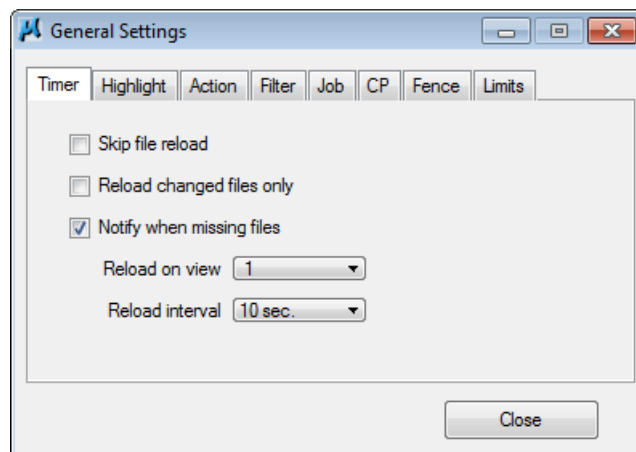 General Settings
Timer Highlight Action Filter Job CP Fence Limits
Skip file reload
Reload changed files only
Notify when missing files
Reload on view 1
Reload interval 10 sec.
Close